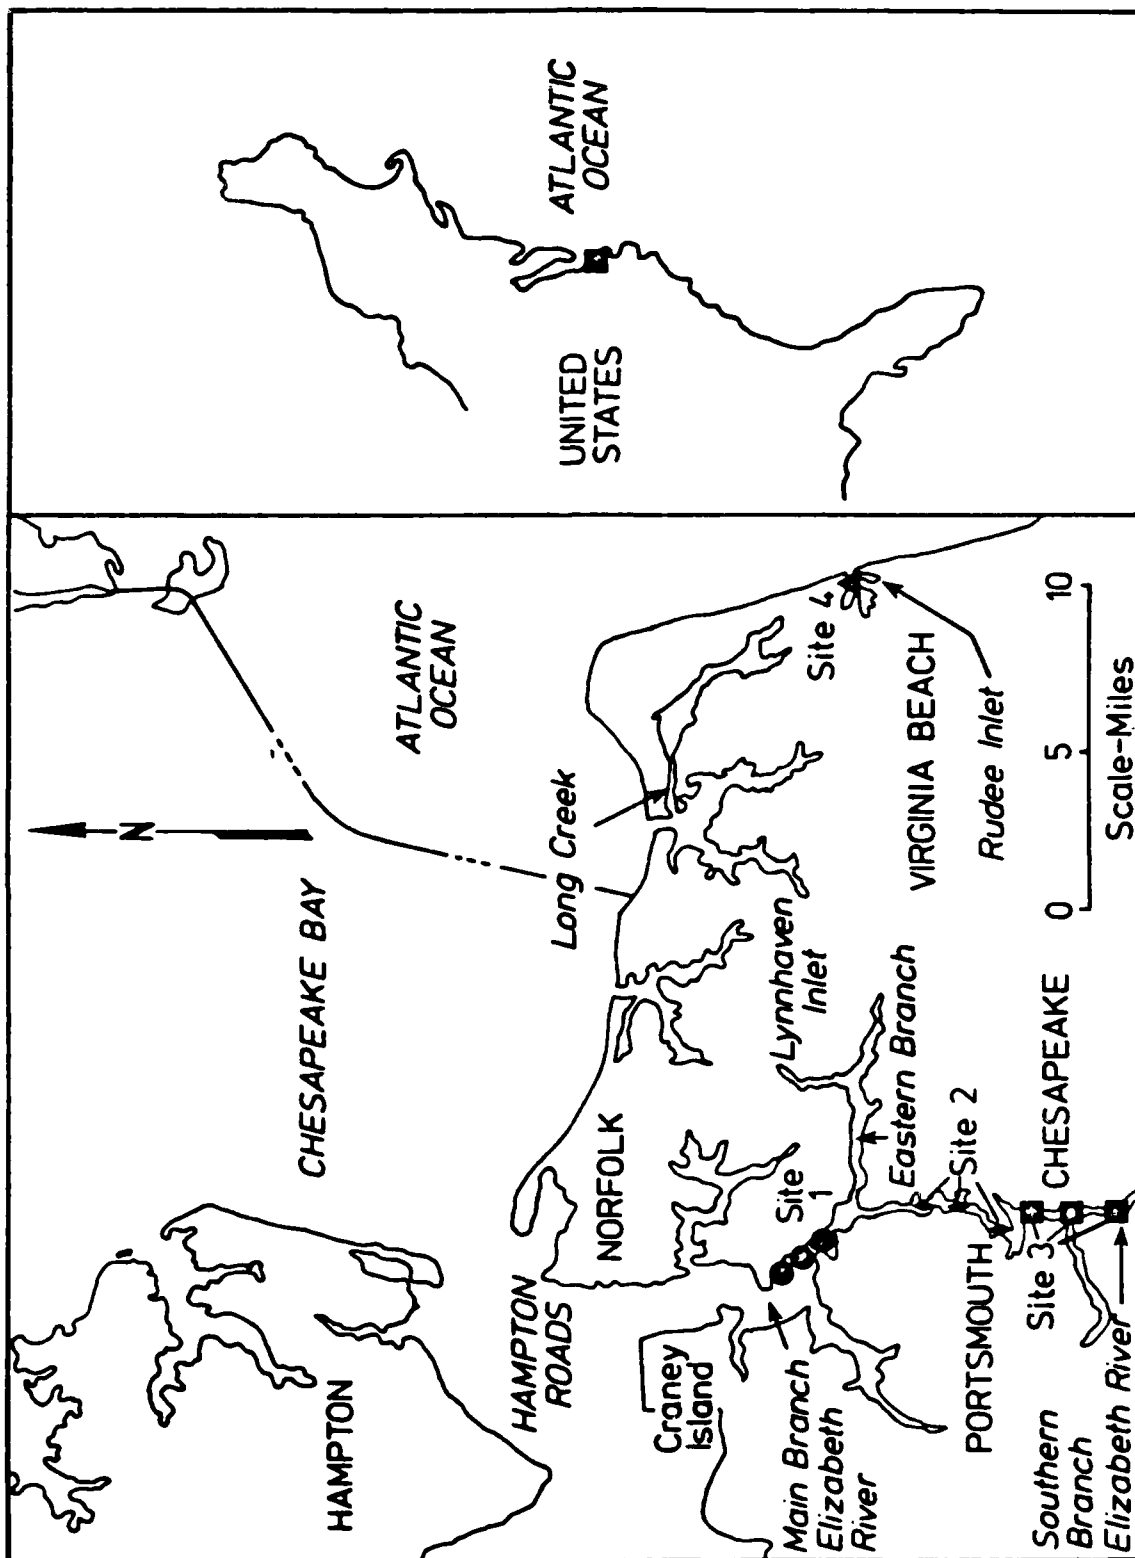 ATLANTIC
OCEAN
UNITED
STATES
N
CHESAPEAKE BAY
ATLANTIC
OCEAN
HAMPTON
HAMPTON
ROADS
NORFOLK
Craney
Island
Long Creek
Lynnhaven
Inlet
Site 4
VIRGINIA BEACH
Rudee Inlet
Main Branch
Elizabeth
River
Site
1
Eastern Branch
Site 2
PORTSMOUTH
Site 3
CHESAPEAKE
Southern
Branch
Elizabeth River
0 5 10
Scale-Miles